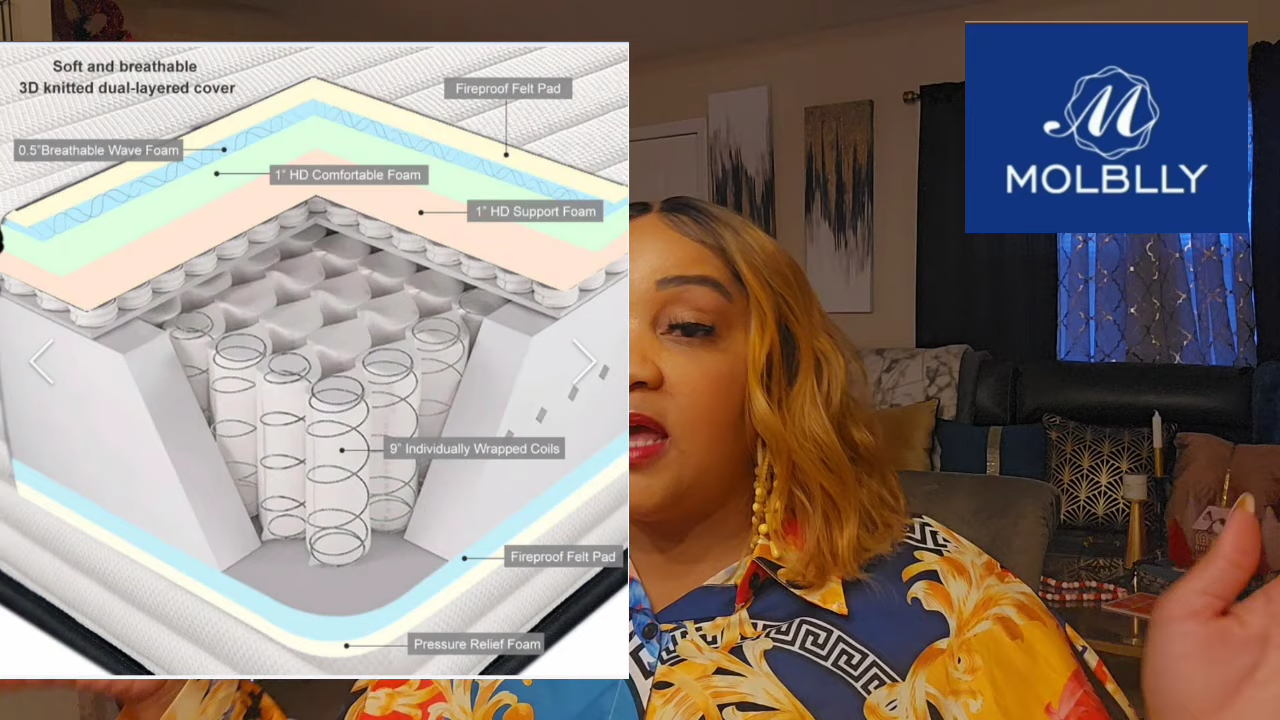 Soft and breathable
3D knitted dual-layered cover
Fireproof Felt Pad
0.5"Breathable Wave Foam
1" HD Comfortable Foam
1" HD Support Foam
9" Individually Wrapped Coils
Fireproof Felt Pad
Pressure Relief Foam
M
MOLBLLY